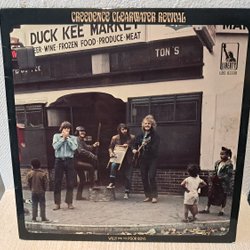 CREEDENCE CLEARWATER REVIVAL
DUCK KEE MARKET
BEER·WINE·FROZEN FOOD·PRODUCE·MEAT
TON'S
LIBERTY